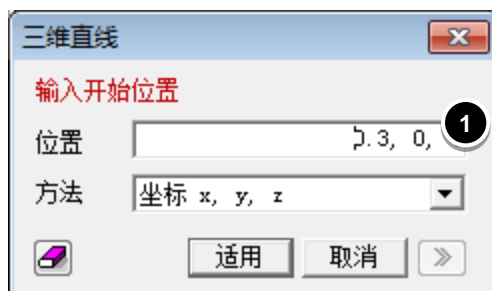 三维直线
输入开始位置
位置 .3, 0,
1
方法 坐标 x, y, z
适用 取消